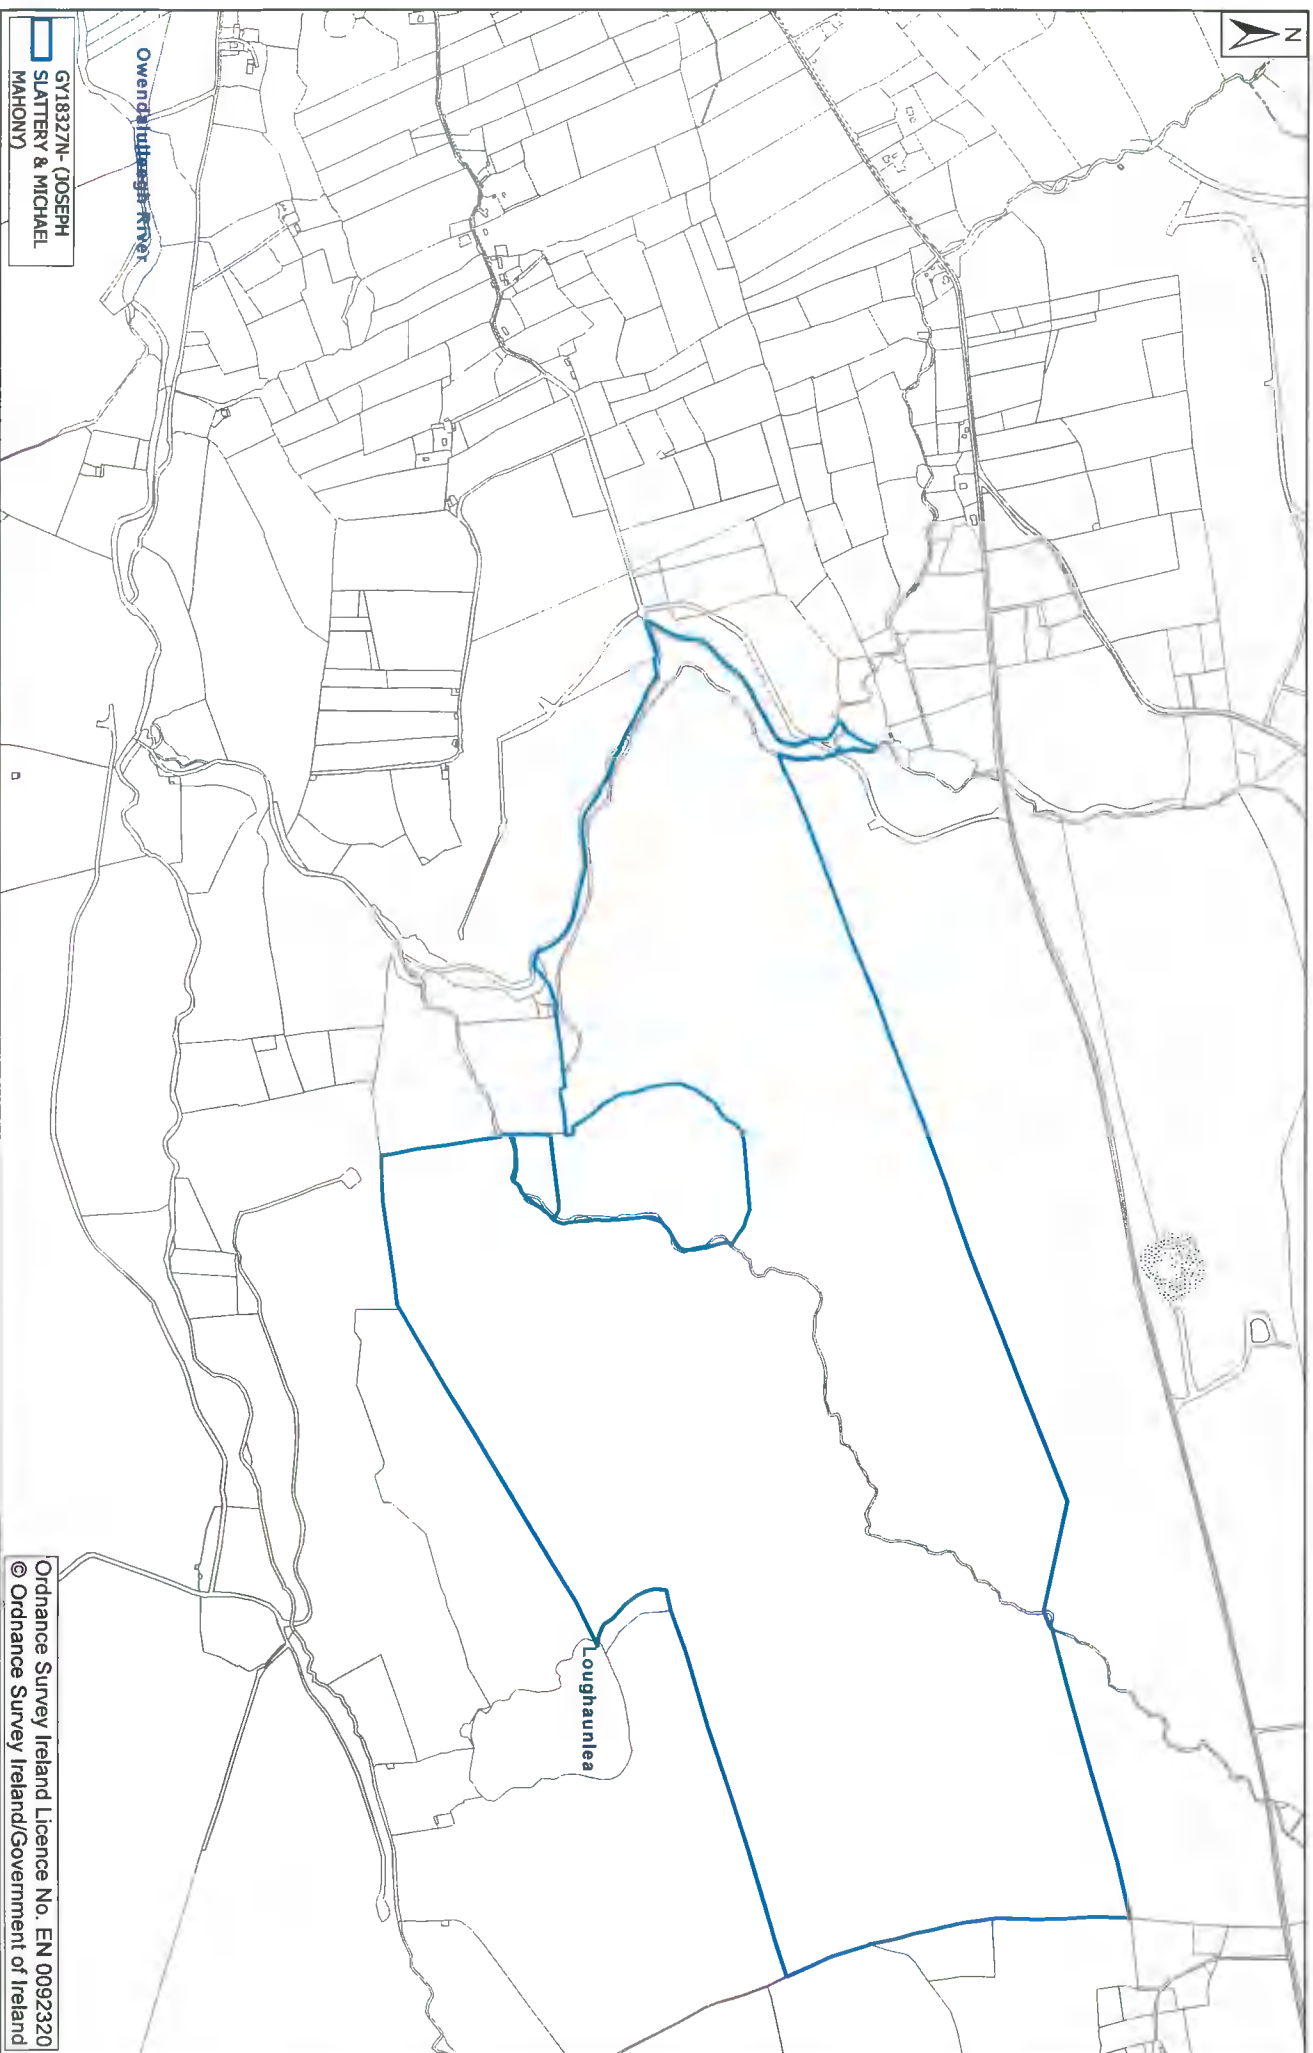 N
Owendalulleegh River
GY18327N- (JOSEPH
SLATTERY & MICHAEL
MAHONY)
Loughaunlea
Ordnance Survey Ireland Licence No. EN 0092320
© Ordnance Survey Ireland/Government of Ireland